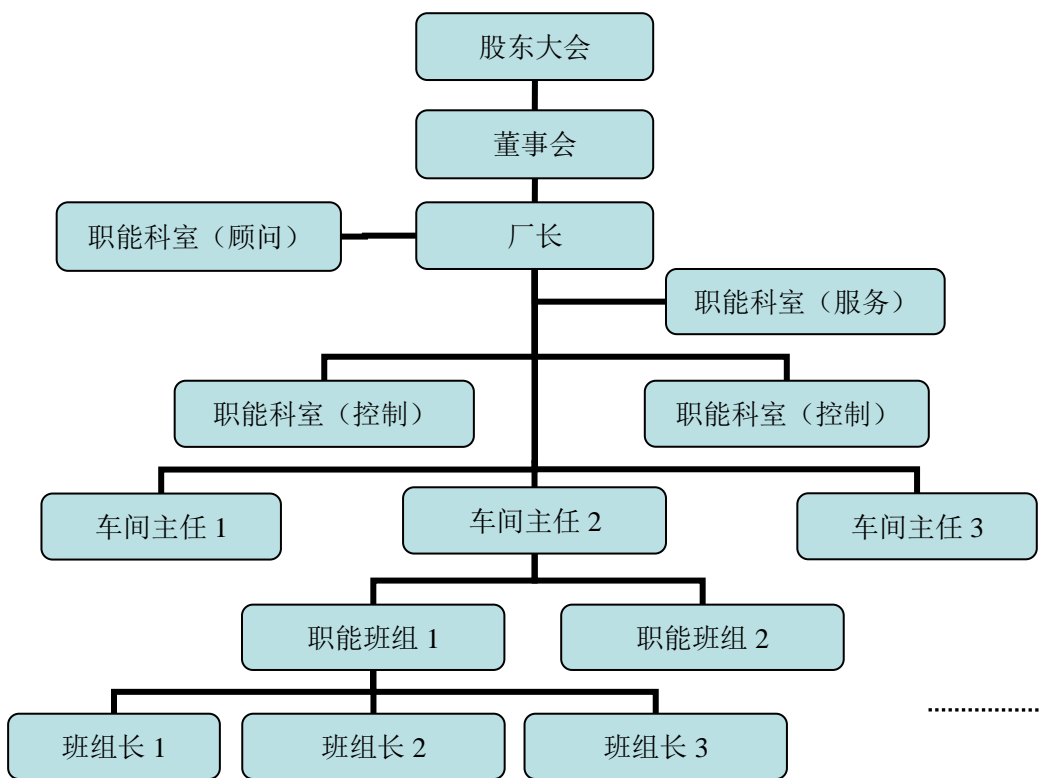 股东大会
董事会
职能科室（顾问）
厂长
职能科室（服务）
职能科室（控制）
职能科室（控制）
车间主任 1
车间主任 2
车间主任 3
职能班组 1
职能班组 2
班组长 1
班组长 2
班组长 3